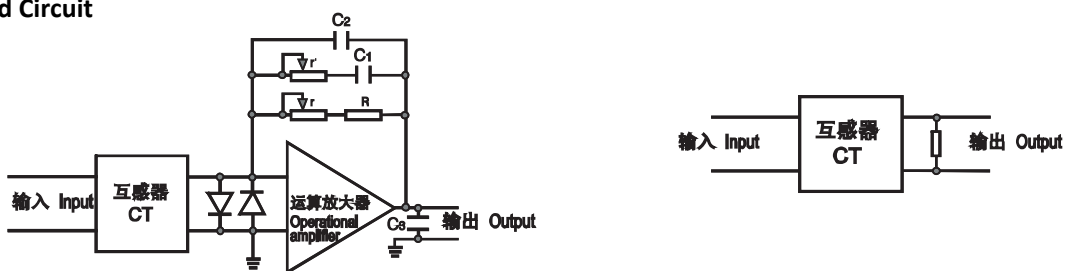 d Circuit
C2
r'
C1
r
R
输入 Input
互感器
CT
运算放大器
Operational
amplifier
C3
输出 Output
输入 Input
互感器
CT
输出 Output